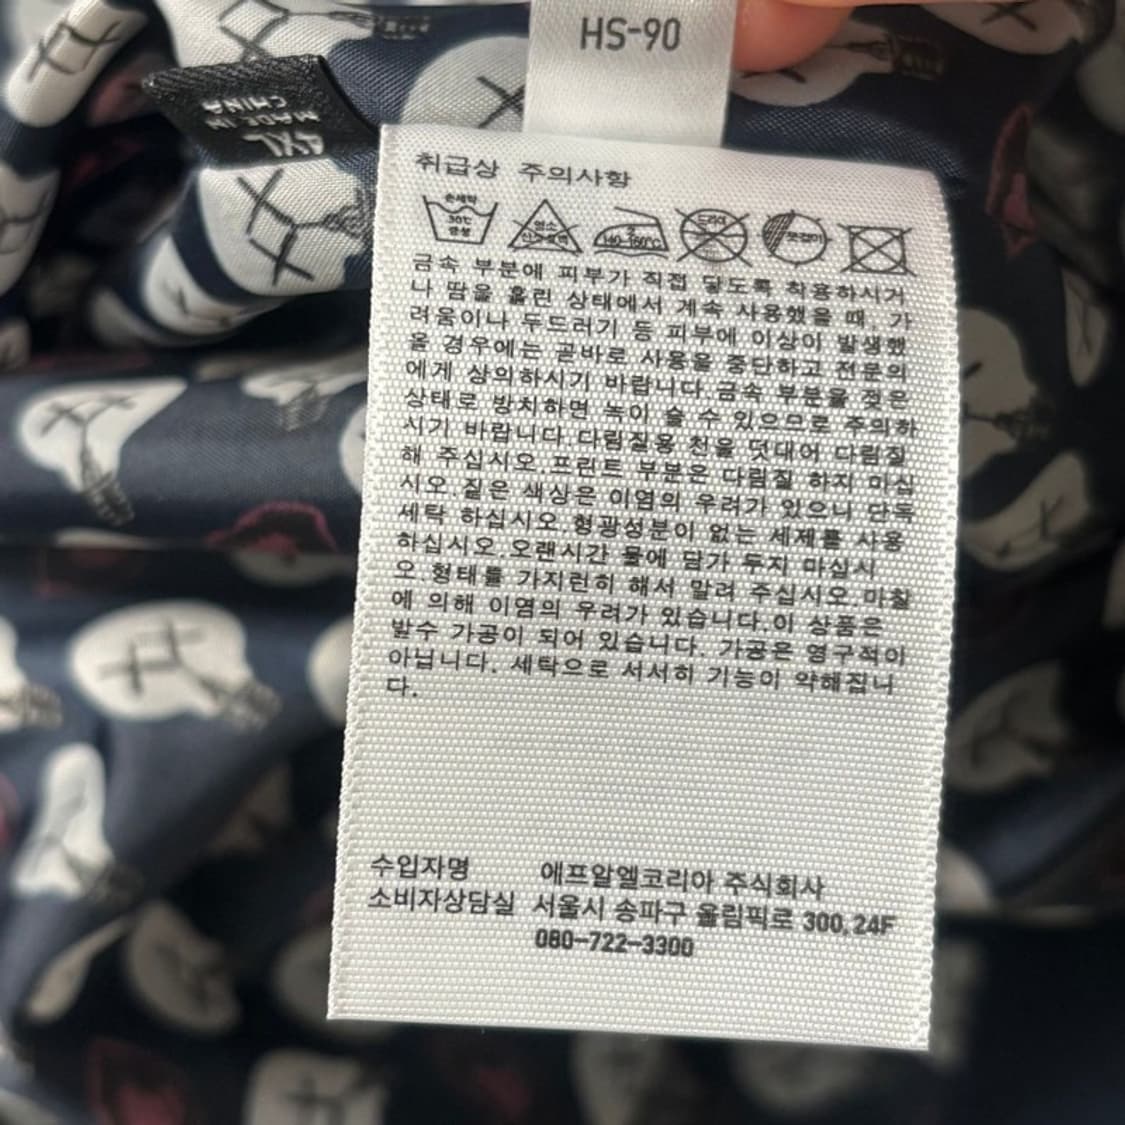 HS-90
4XL
MADE IN
CHINA
취급상 주의사항
손세탁
30℃
중성
염소
드라이
140~160℃
금속 부분에 피부가 직접 닿도록 착용하시거
나 땀을 흘린 상태에서 계속 사용했을 때, 가
려움이나 두드러기 등 피부에 이상이 발생했
을 경우에는 곧바로 사용을 중단하고 전문의
에게 상의하시기 바랍니다.금속 부분을 젖은
상태로 방치하면 녹이 슬 수 있으므로 주의하
시기 바랍니다.다림질용 천을 덧대어 다림질
해 주십시오.프린트 부분은 다림질 하지 마십
시오.짙은 색상은 이염의 우려가 있으니 단독
세탁 하십시오.형광성분이 없는 세제를 사용
하십시오.오랜시간 물에 담가 두지 마십시
오.형태를 가지런히 해서 말려 주십시오.마찰
에 의해 이염의 우려가 있습니다.이 상품은
발수 가공이 되어 있습니다. 가공은 영구적이
아닙니다. 세탁으로 서서히 기능이 약해집니
다.
수입자명 에프알엘코리아 주식회사
소비자상담실 서울시 송파구 올림픽로 300,24F
080-722-3300